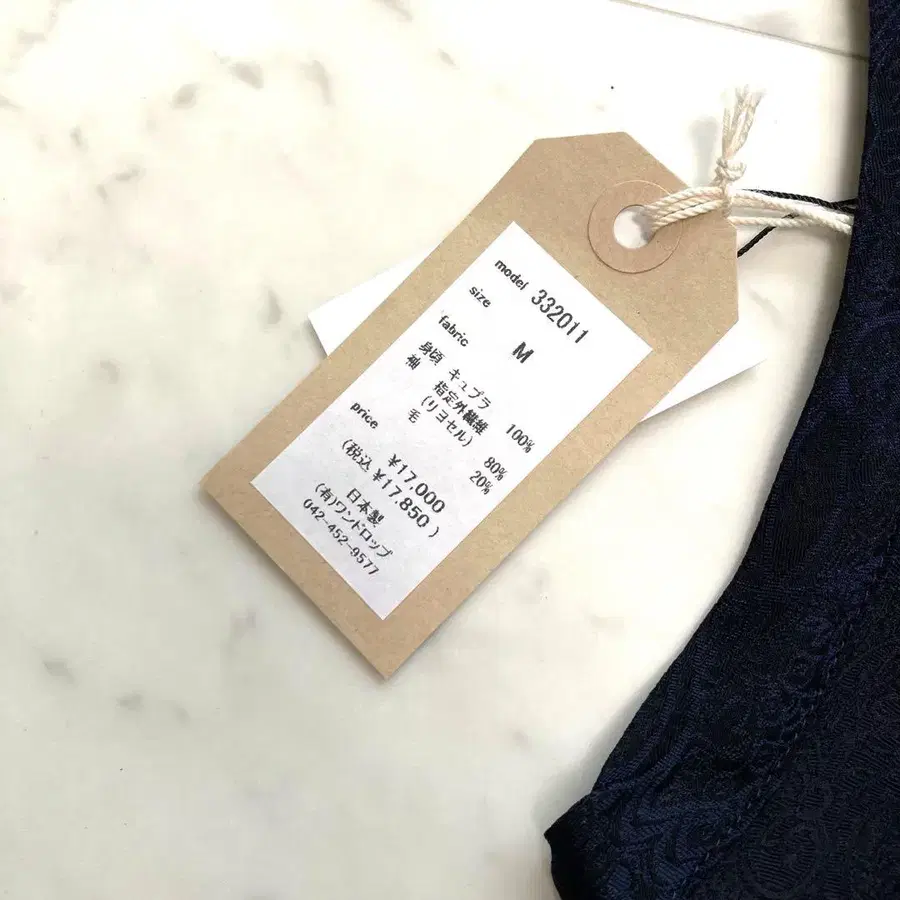 model 332011
size M
fabric
身頃 キュプラ 100%
袖 指定外繊維
(リヨセル) 80%
毛 20%
price
¥17,000
(税込 ¥17,850 )
日本製
(有)ワンドロップ
042-452-9577